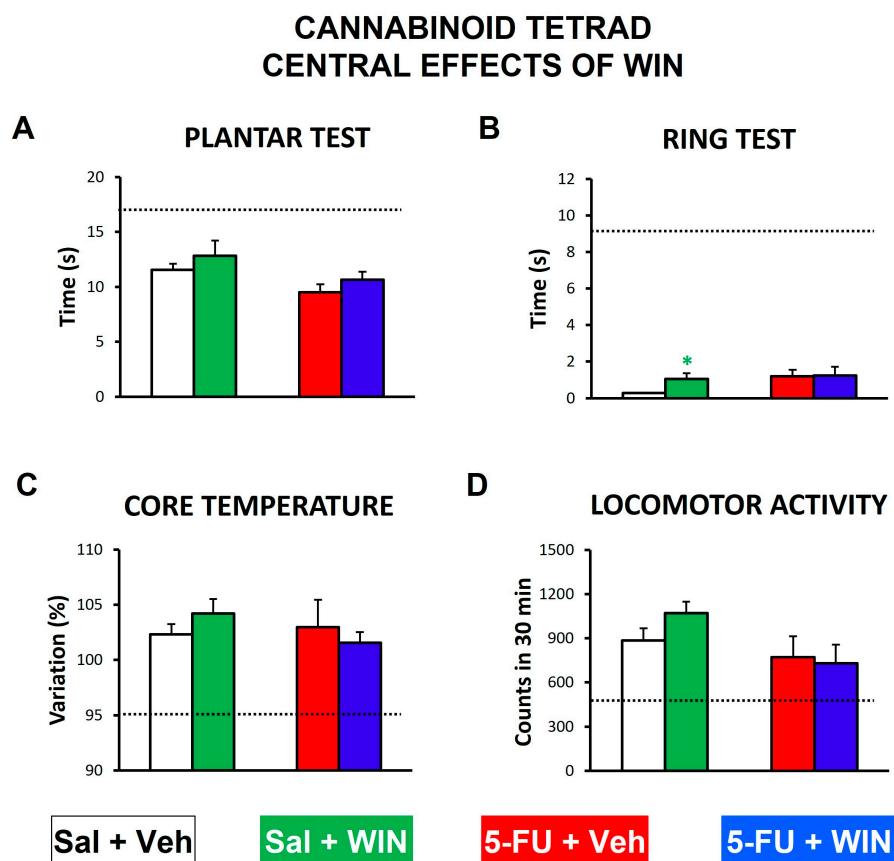 CANNABINOID TETRAD
CENTRAL EFFECTS OF WIN
A
PLANTAR TEST
Time (s)
20
15
10
5
0
B
RING TEST
Time (s)
12
10
8
6
4
2
0
*
C
CORE TEMPERATURE
Variation (%)
110
105
100
95
90
D
LOCOMOTOR ACTIVITY
Counts in 30 min
1500
1200
900
600
300
0
Sal + Veh
Sal + WIN
5-FU + Veh
5-FU + WIN